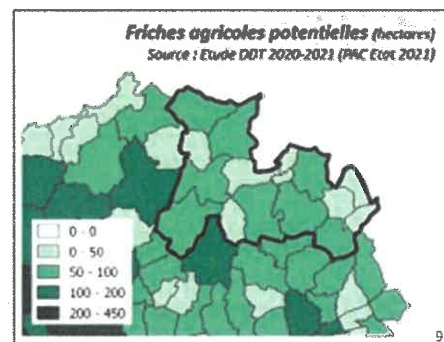 Friches agricoles potentielles (hectares)
Source : Etude DDT 2020-2021 (PAC Etat 2021)
0 - 0
0 - 50
50 - 100
100 - 200
200 - 450
9